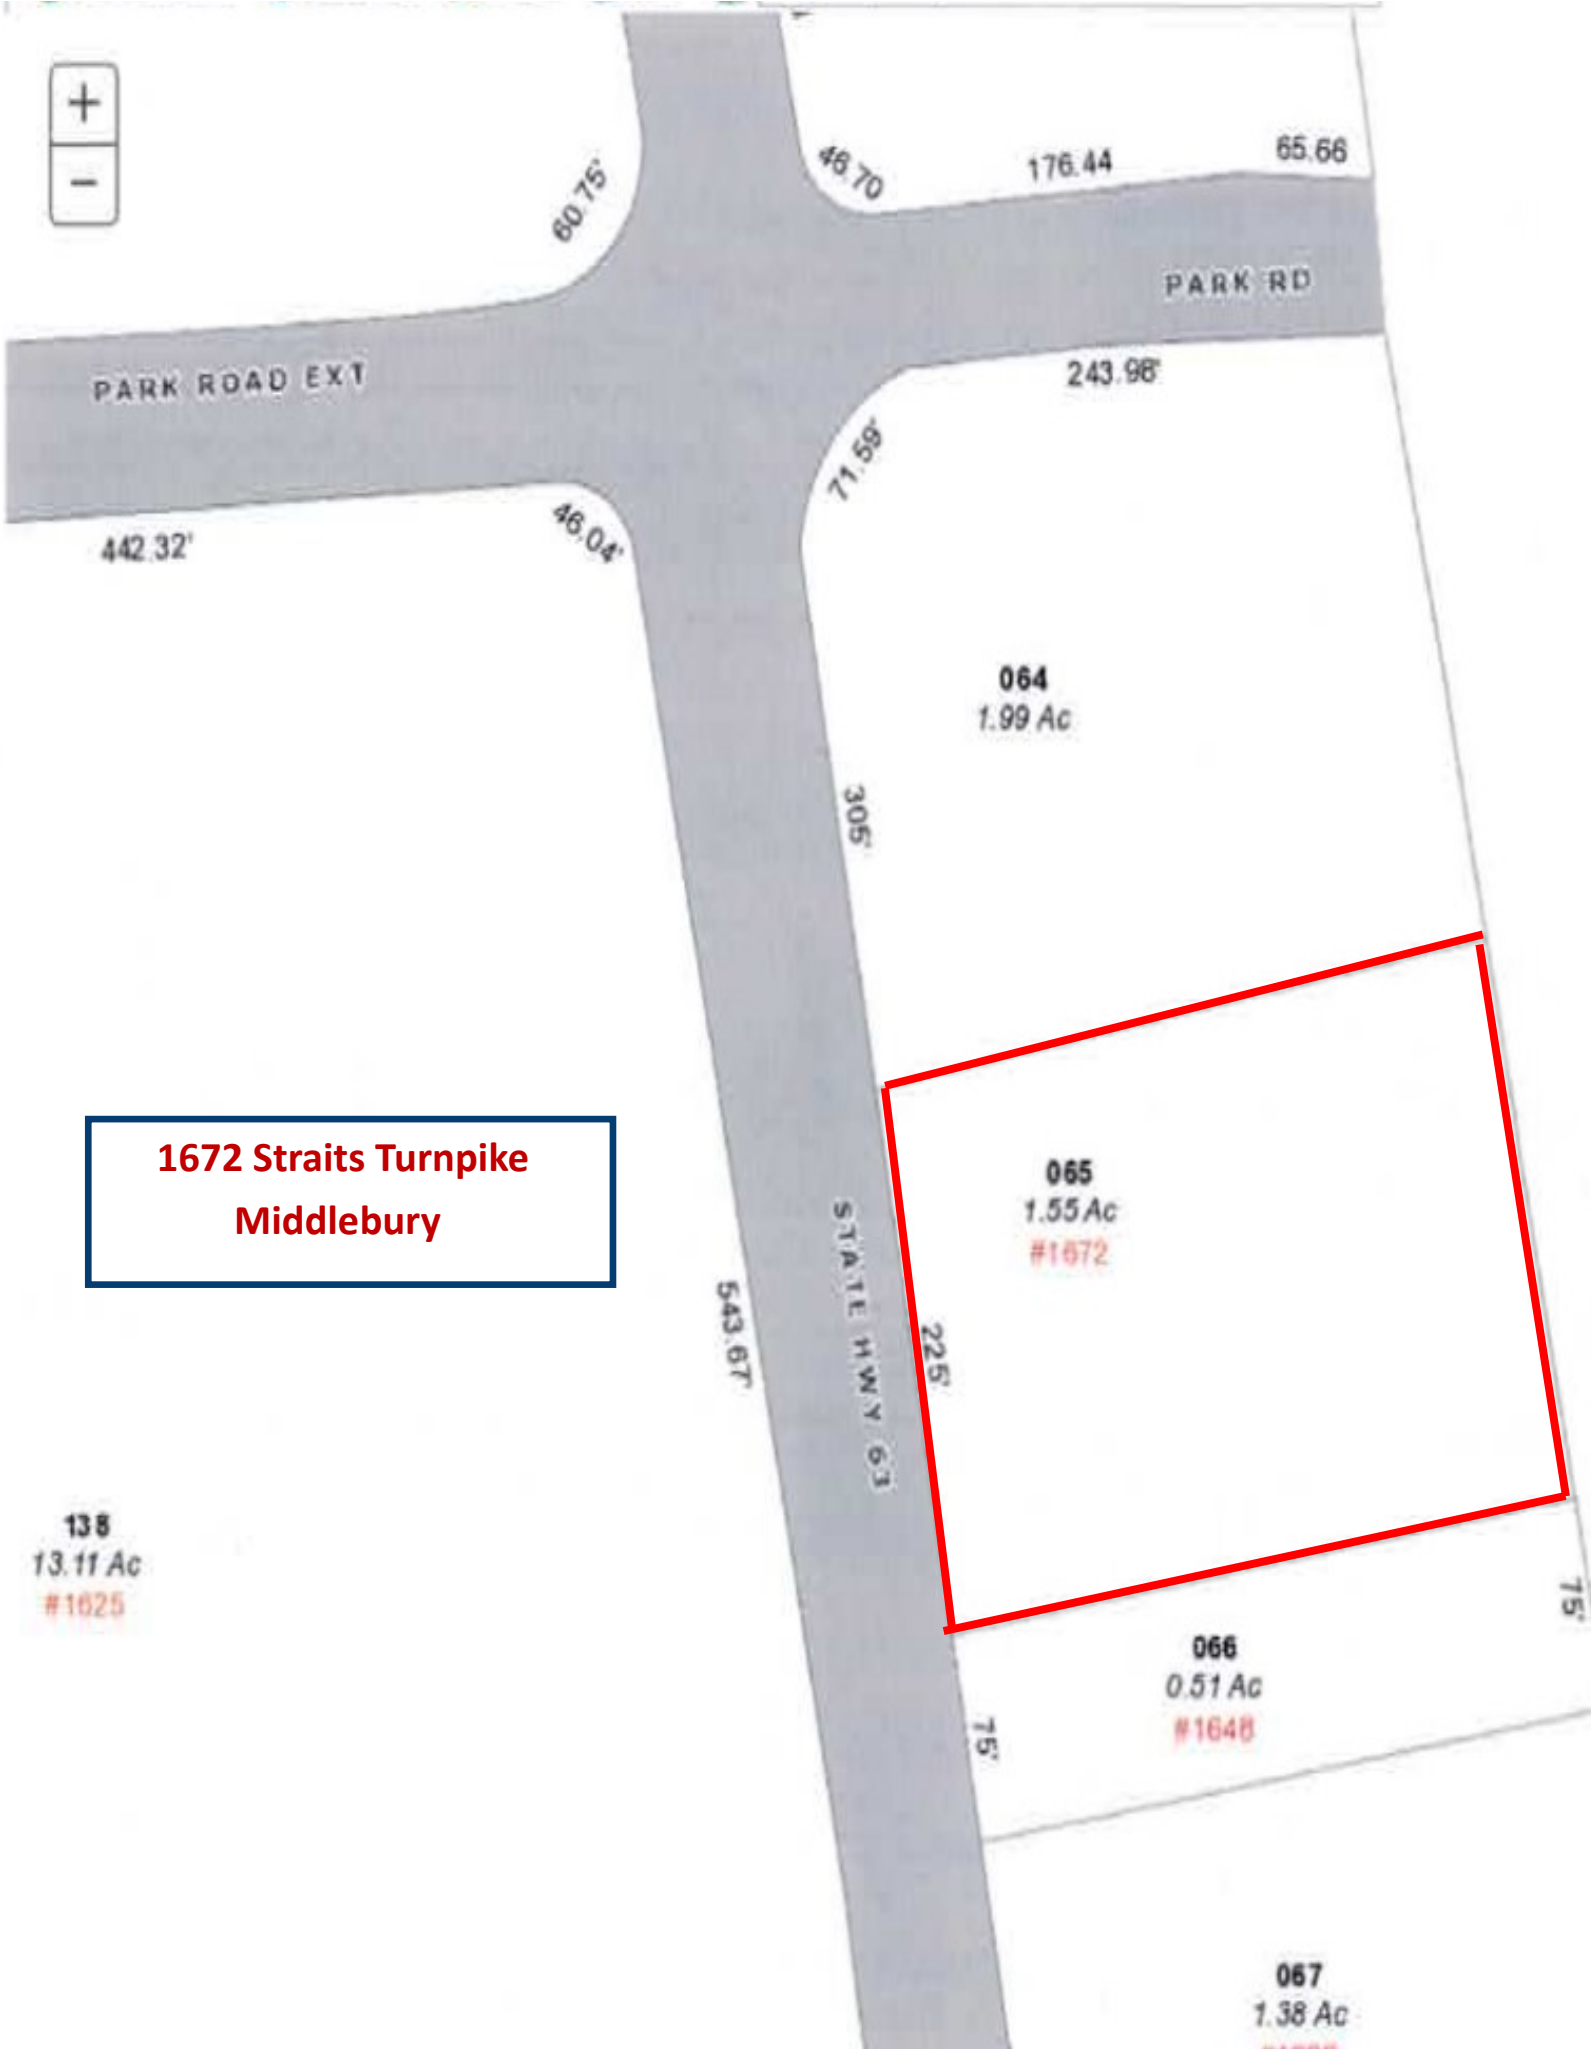 +
−
60.75'
46.70
176.44
65.66
PARK RD
PARK ROAD EXT
243.98'
71.59'
442.32'
46.04'
064
1.99 Ac
305'
1672 Straits Turnpike
Middlebury
065
1.55 Ac
#1672
STATE HWY 63
225'
543.67'
138
13.11 Ac
#1625
75'
066
0.51 Ac
#1648
75'
067
1.38 Ac